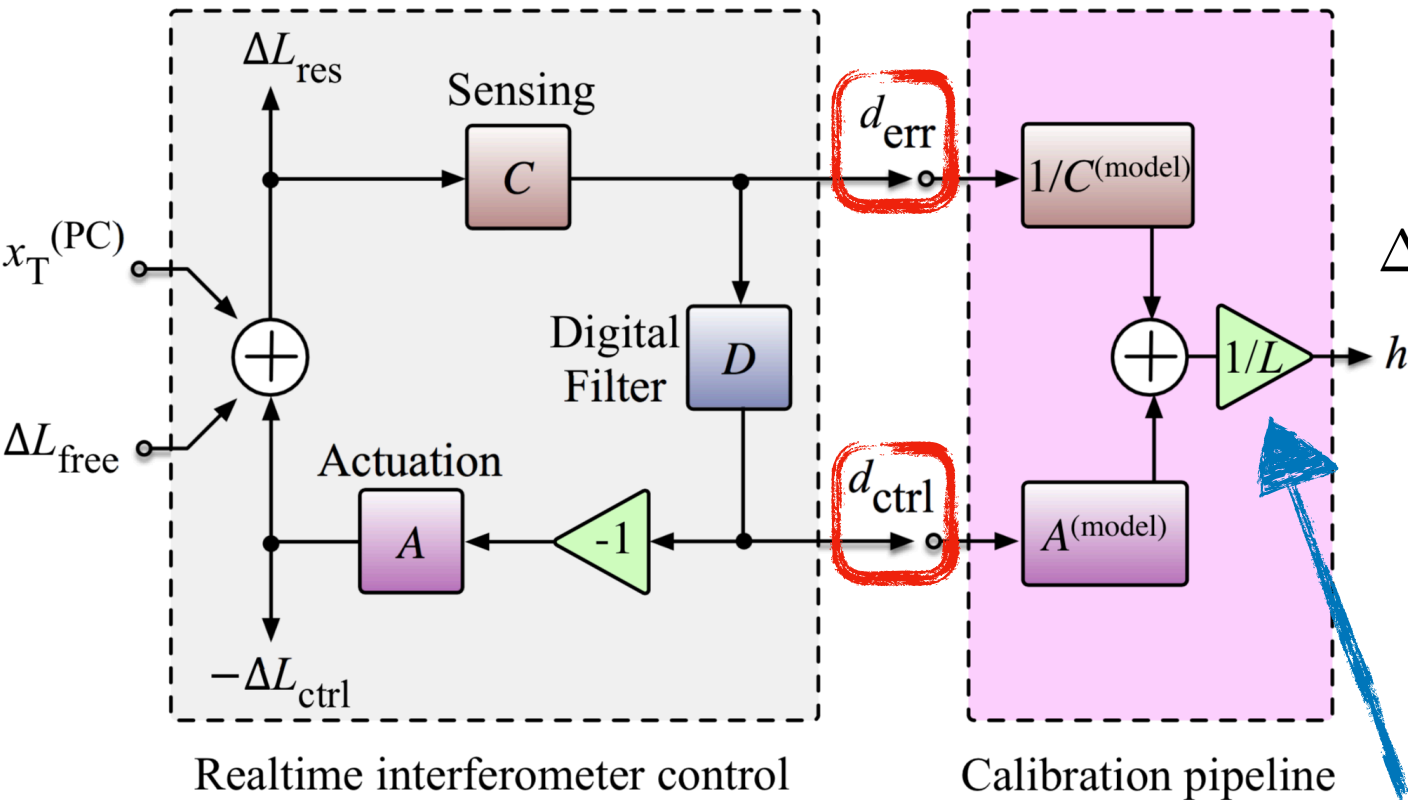 ΔL_res
Sensing
C
d_err
1/C^(model)
x_T^(PC)
Δ
Digital
Filter
D
1/L
h
ΔL_free
Actuation
A
-1
d_ctrl
A^(model)
−ΔL_ctrl
Realtime interferometer control
Calibration pipeline